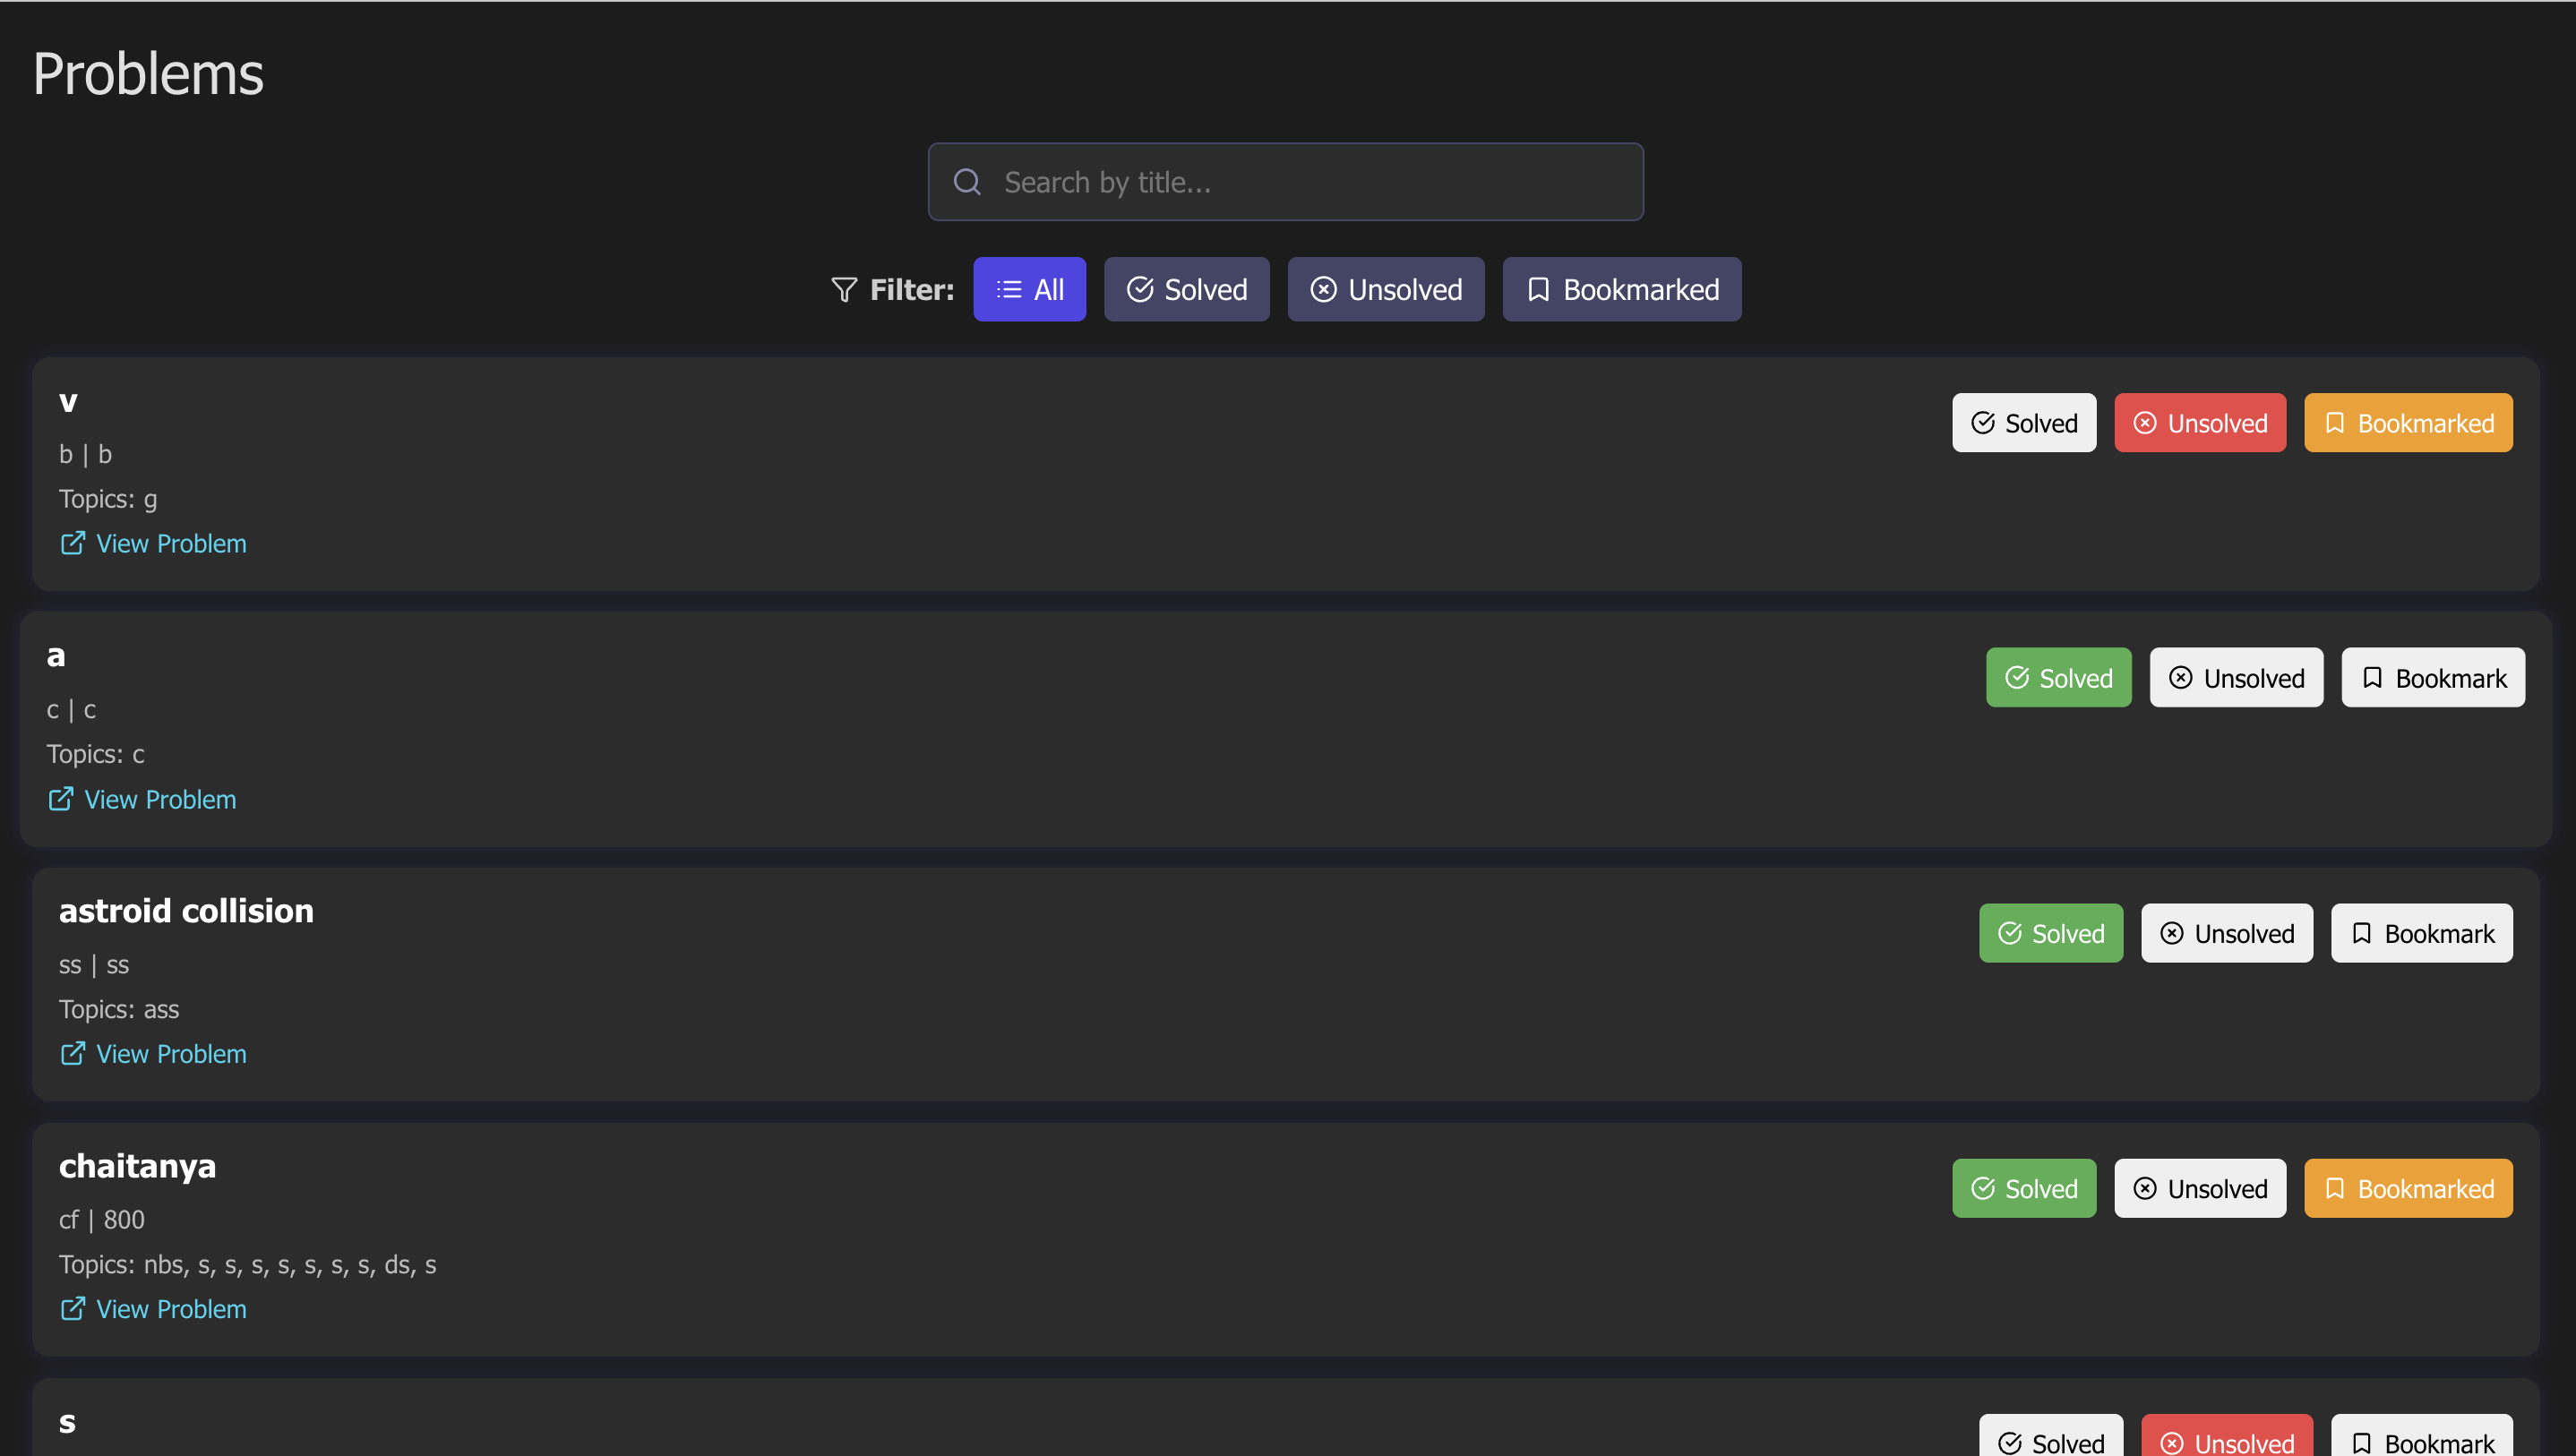 Problems
Search by title...
Filter: All Solved Unsolved Bookmarked
v
Solved Unsolved Bookmarked
b | b
Topics: g
View Problem
a
Solved Unsolved Bookmark
c | c
Topics: c
View Problem
astroid collision
Solved Unsolved Bookmark
ss | ss
Topics: ass
View Problem
chaitanya
Solved Unsolved Bookmarked
cf | 800
Topics: nbs, s, s, s, s, s, s, s, ds, s
View Problem
s
Solved Unsolved Bookmark